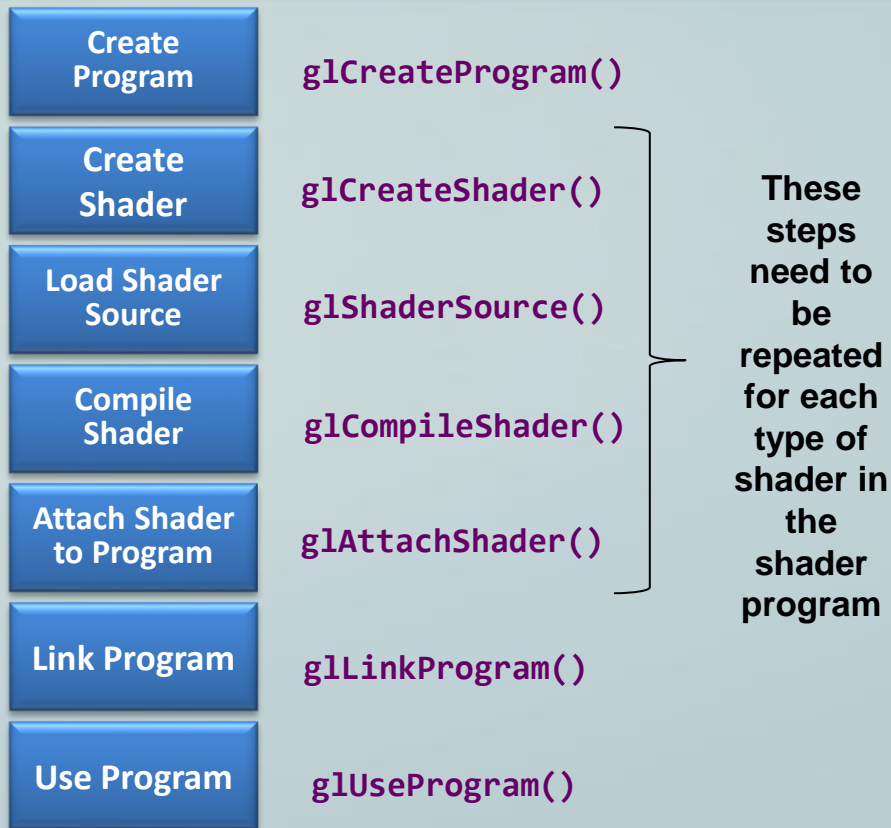 Create
Program
glCreateProgram()
Create
Shader
glCreateShader()
Load Shader
Source
glShaderSource()
Compile
Shader
glCompileShader()
Attach Shader
to Program
glAttachShader()
Link Program
glLinkProgram()
Use Program
glUseProgram()
These
steps
need to
be
repeated
for each
type of
shader in
the
shader
program